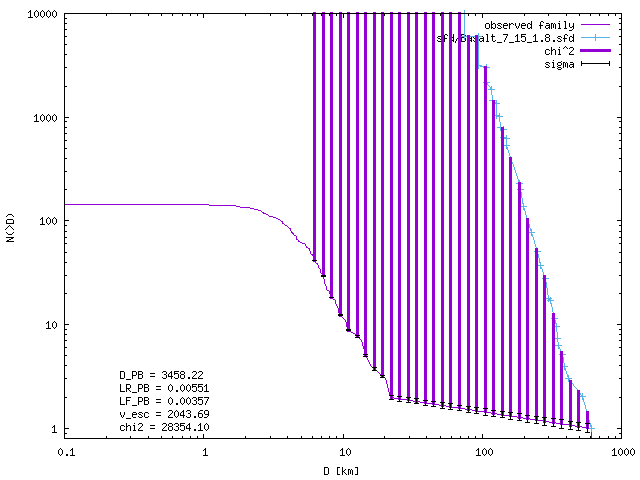 10000
observed family
sfd/Basalt_7_15_1.8.sfd
chi^2
sigma
1000
100
N(>D)
10
D_PB = 3458.22
LR_PB = 0.00551
LF_PB = 0.00357
v_esc = 2043.69
chi2 = 28354.10
1
0.1 1 10 100 1000
D [km]